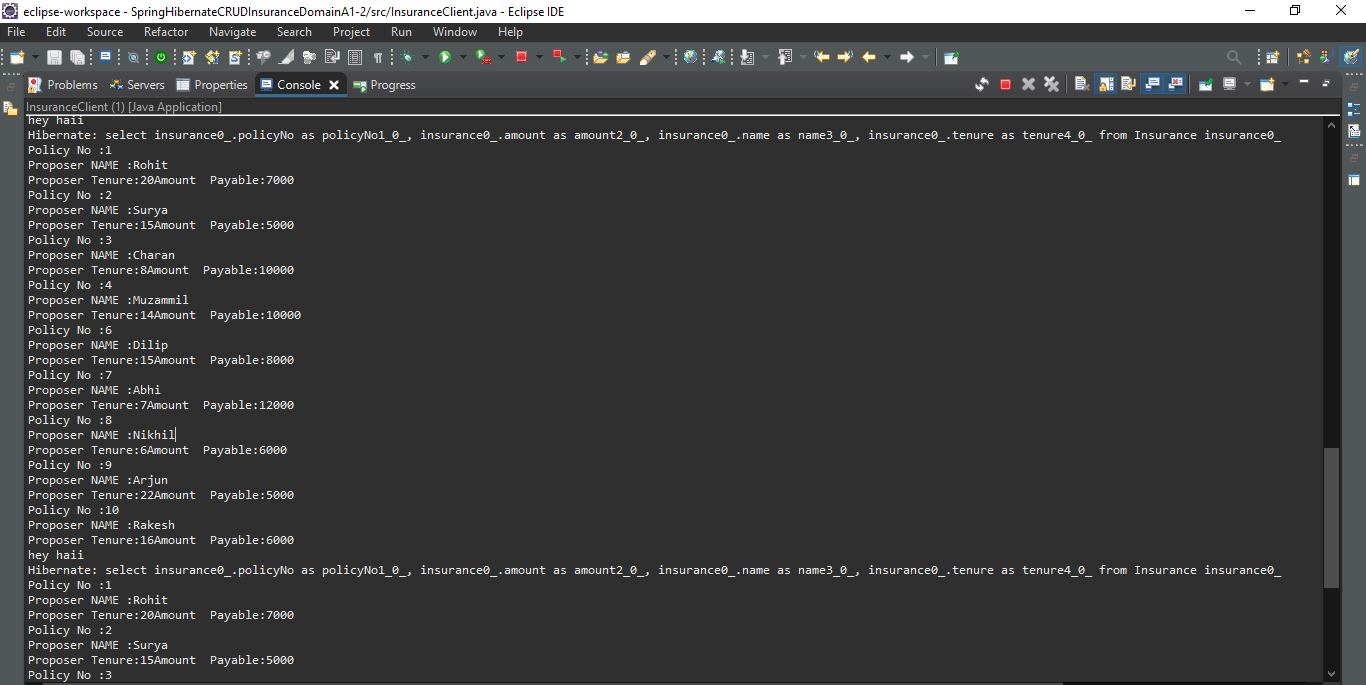 eclipse-workspace - SpringHibernateCRUDInsuranceDomainA1-2/src/InsuranceClient.java - Eclipse IDE
File Edit Source Refactor Navigate Search Project Run Window Help
Problems Servers Properties Console Progress
InsuranceClient (1) [Java Application]
hey haii
Hibernate: select insurance0_.policyNo as policyNo1_0_, insurance0_.amount as amount2_0_, insurance0_.name as name3_0_, insurance0_.tenure as tenure4_0_ from Insurance insurance0_
Policy No :1
Proposer NAME :Rohit
Proposer Tenure:20Amount  Payable:7000
Policy No :2
Proposer NAME :Surya
Proposer Tenure:15Amount  Payable:5000
Policy No :3
Proposer NAME :Charan
Proposer Tenure:8Amount  Payable:10000
Policy No :4
Proposer NAME :Muzammil
Proposer Tenure:14Amount  Payable:10000
Policy No :6
Proposer NAME :Dilip
Proposer Tenure:15Amount  Payable:8000
Policy No :7
Proposer NAME :Abhi
Proposer Tenure:7Amount  Payable:12000
Policy No :8
Proposer NAME :Nikhil
Proposer Tenure:6Amount  Payable:6000
Policy No :9
Proposer NAME :Arjun
Proposer Tenure:22Amount  Payable:5000
Policy No :10
Proposer NAME :Rakesh
Proposer Tenure:16Amount  Payable:6000
hey haii
Hibernate: select insurance0_.policyNo as policyNo1_0_, insurance0_.amount as amount2_0_, insurance0_.name as name3_0_, insurance0_.tenure as tenure4_0_ from Insurance insurance0_
Policy No :1
Proposer NAME :Rohit
Proposer Tenure:20Amount  Payable:7000
Policy No :2
Proposer NAME :Surya
Proposer Tenure:15Amount  Payable:5000
Policy No :3